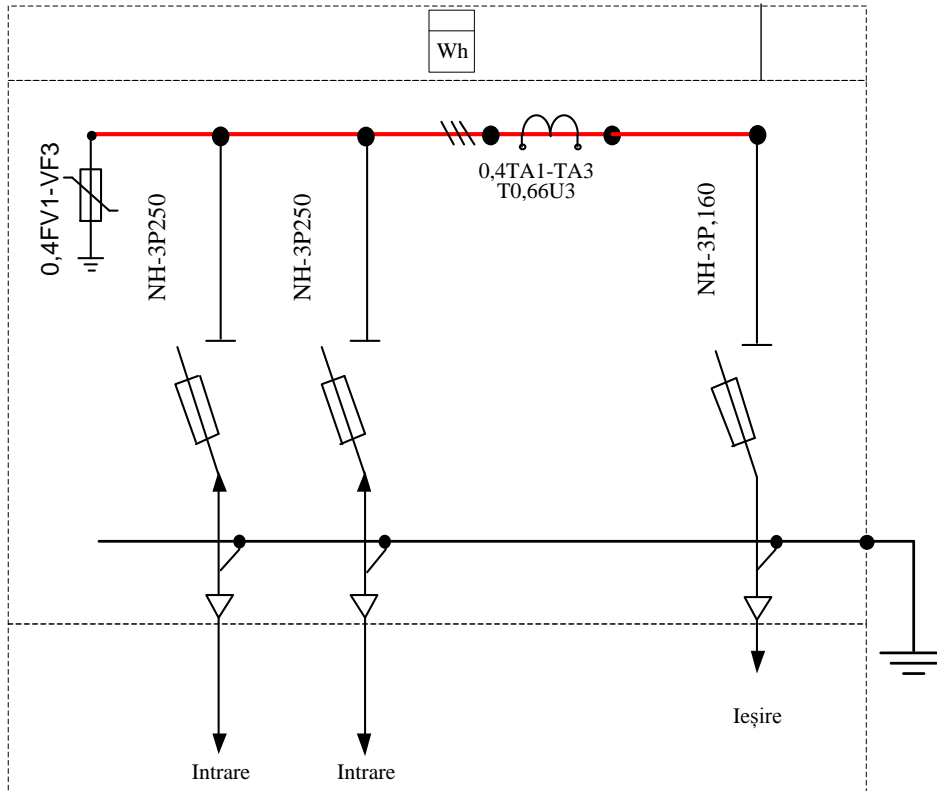 Wh
0,4TA1-TA3
T0,66U3
0,4FV1-VF3
NH-3P250
NH-3P250
NH-3P,160
Ieșire
Intrare
Intrare